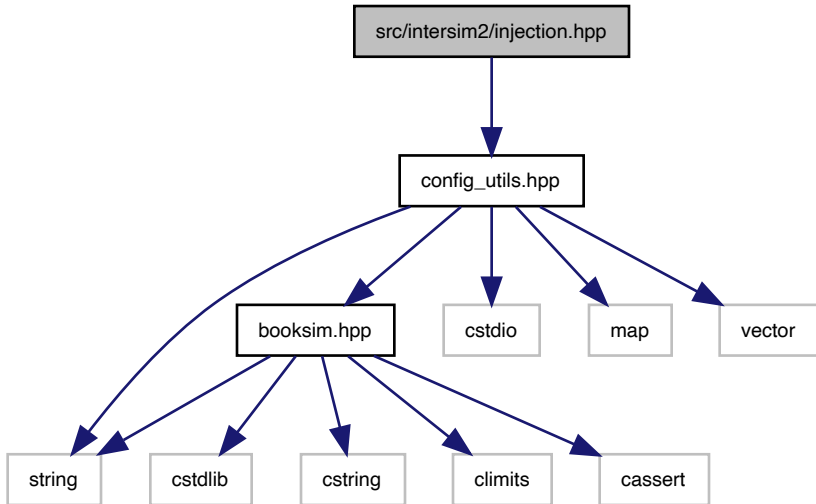 src/intersim2/injection.hpp
config_utils.hpp
booksim.hpp
cstdio
map
vector
string
cstdlib
cstring
climits
cassert